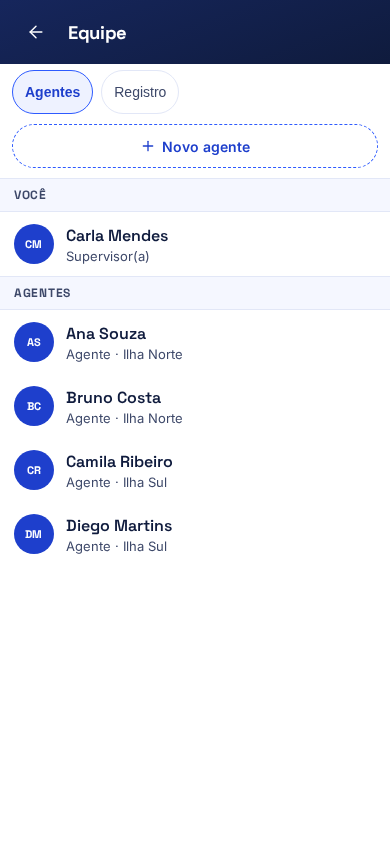 Equipe
Agentes
Registro
Novo agente
VOCÊ
CM
Carla Mendes
Supervisor(a)
AGENTES
AS
Ana Souza
Agente · Ilha Norte
BC
Bruno Costa
Agente · Ilha Norte
CR
Camila Ribeiro
Agente · Ilha Sul
DM
Diego Martins
Agente · Ilha Sul